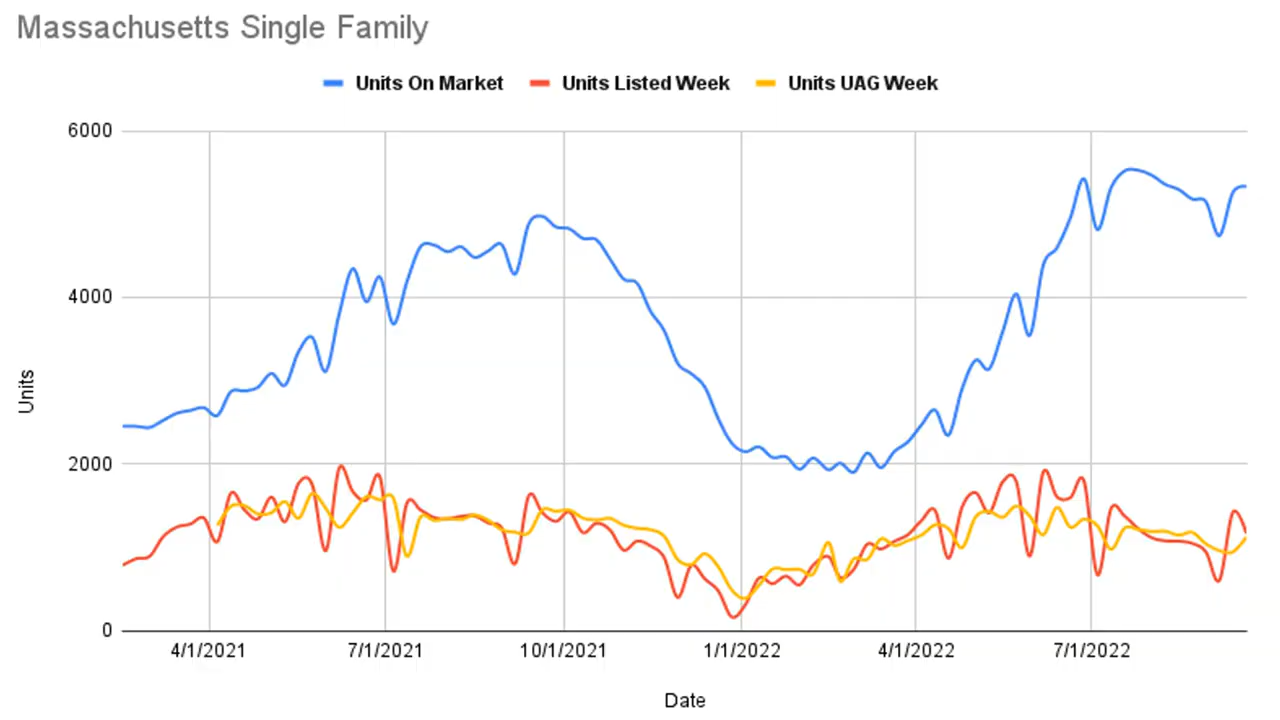 Massachusetts Single Family
Units On Market Units Listed Week Units UAG Week
6000
4000
2000
0
Units
4/1/2021 7/1/2021 10/1/2021 1/1/2022 4/1/2022 7/1/2022
Date